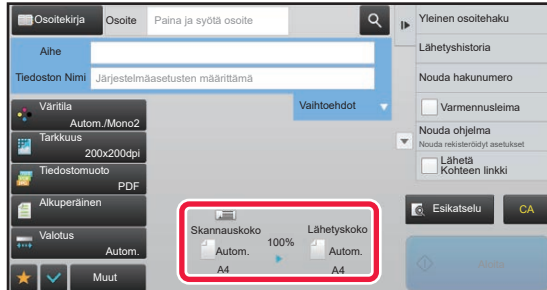 Osoitekirja
Osoite
Paina ja syötä osoite
Aihe
Tiedoston Nimi
Järjestelmäasetusten määrittämä
Vaihtoehdot
Väritila
Autom./Mono2
Tarkkuus
200x200dpi
Tiedostomuoto
PDF
Alkuperäinen
Valotus
Autom.
Muut
Skannauskoko
Autom.
A4
100%
Lähetyskoko
Autom.
A4
Yleinen osoitehaku
Lähetyshistoria
Nouda hakunumero
Varmennusleima
Nouda ohjelma
Nouda rekisteröidyt asetukset
Lähetä
Kohteen linkki
Esikatselu
CA
Aloita